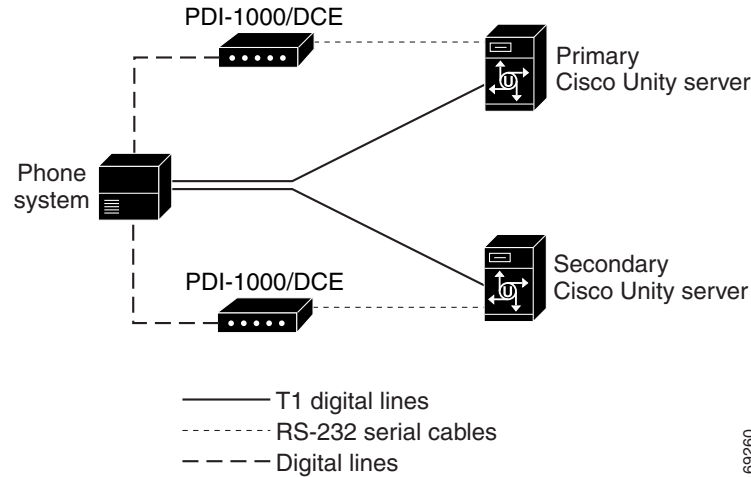 PDI-1000/DCE
Primary
Cisco Unity server
Phone
system
PDI-1000/DCE
Secondary
Cisco Unity server
T1 digital lines
RS-232 serial cables
Digital lines
69260